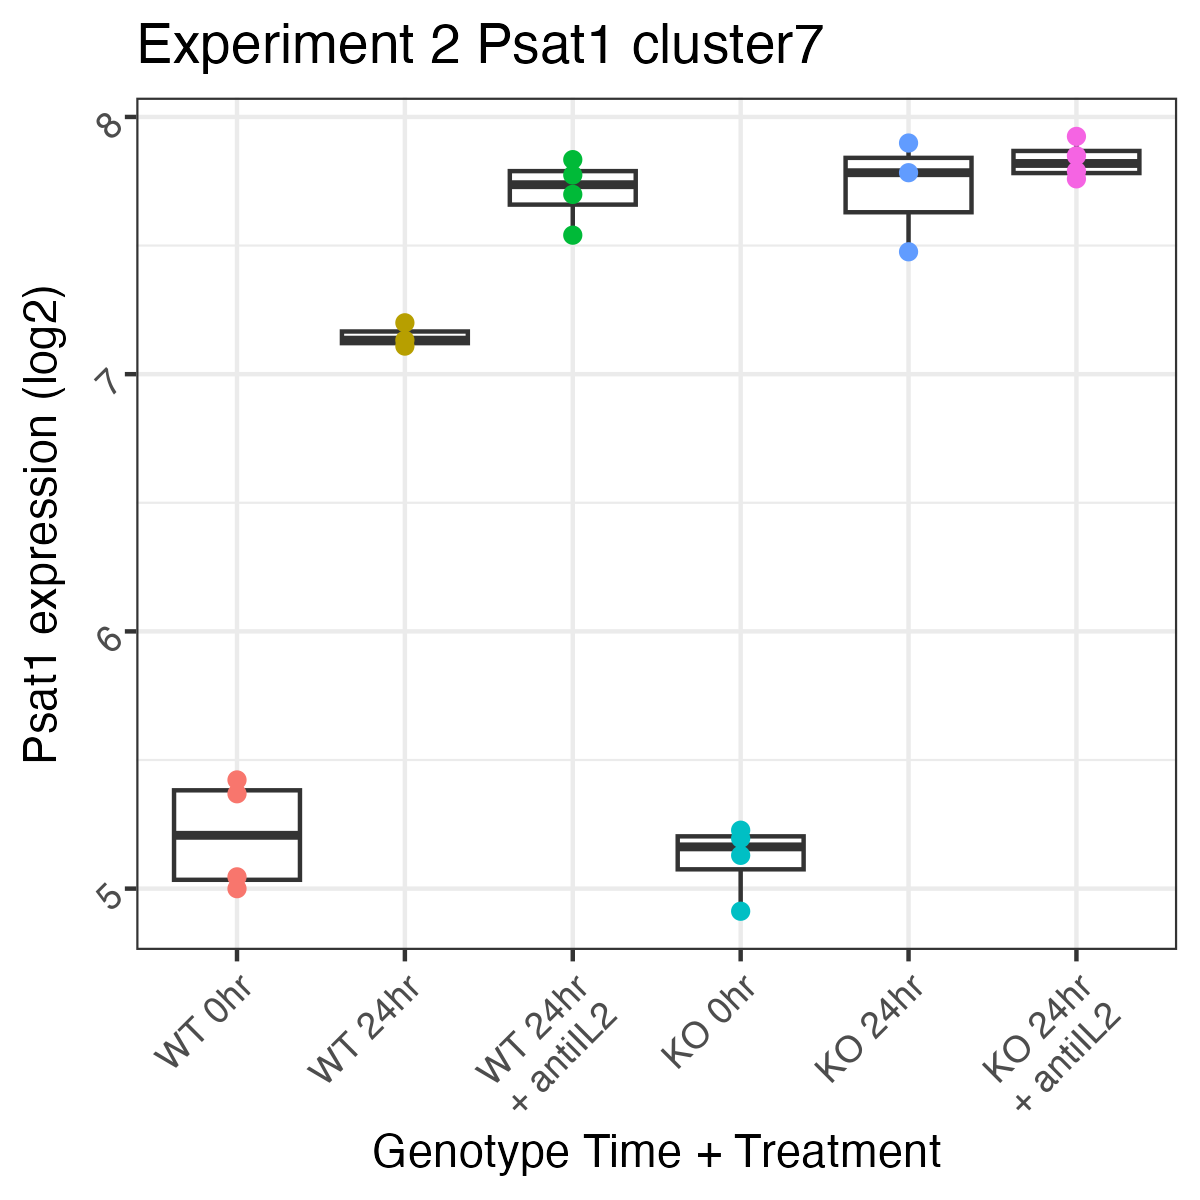 Experiment 2 Psat1 cluster7
Psat1 expression (log2)
8
7
6
5
WT 0hr
WT 24hr
WT 24hr
+ antiIL2
KO 0hr
KO 24hr
KO 24hr
+ antiIL2
Genotype Time + Treatment